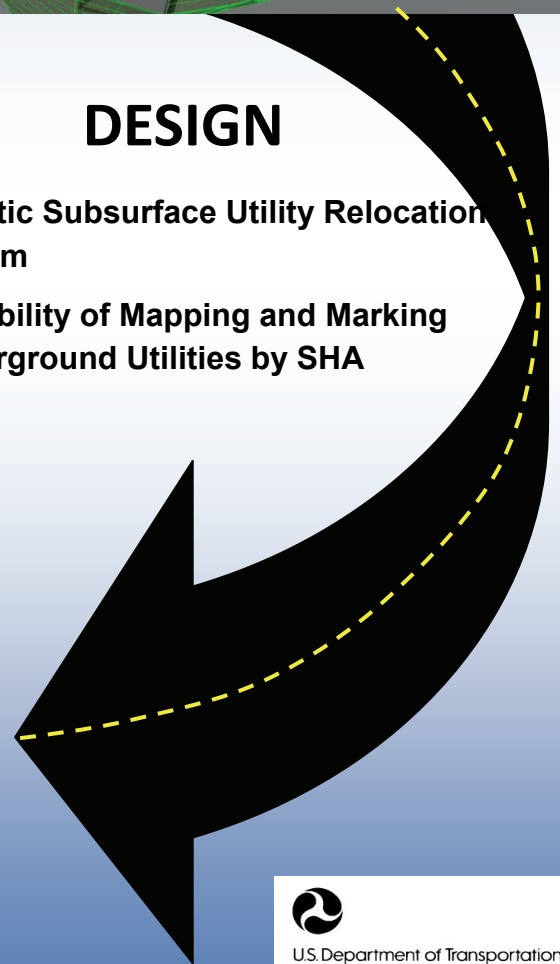 DESIGN
tic Subsurface Utility Relocation
m
bility of Mapping and Marking
rground Utilities by SHA
U.S. Department of Transportation